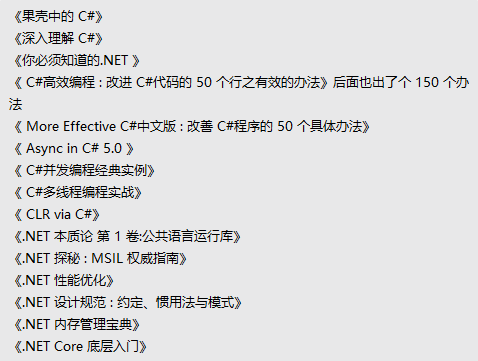 《果壳中的 C#》
《深入理解 C#》
《你必须知道的.NET 》
《 C#高效编程 : 改进 C#代码的 50 个行之有效的办法》后面也出了个 150 个办
法
《 More Effective C#中文版 : 改善 C#程序的 50 个具体办法》
《 Async in C# 5.0 》
《 C#并发编程经典实例》
《 C#多线程编程实战》
《 CLR via C#》
《.NET 本质论 第 1 卷:公共语言运行库》
《.NET 探秘 : MSIL 权威指南》
《.NET 性能优化》
《.NET 设计规范 : 约定、惯用法与模式》
《.NET 内存管理宝典》
《.NET Core 底层入门》